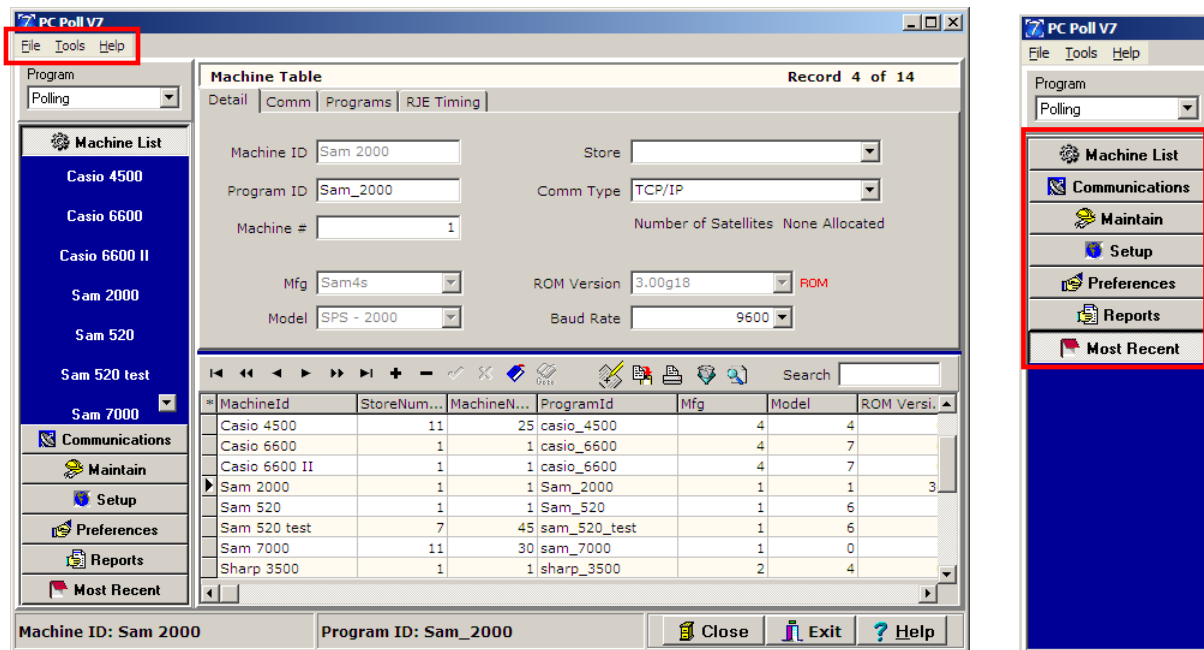 PC Poll V7
File Tools Help
Program
Polling
Machine List
Casio 4500
Casio 6600
Casio 6600 II
Sam 2000
Sam 520
Sam 520 test
Sam 7000
Communications
Maintain
Setup
Preferences
Reports
Most Recent
Machine Table Record 4 of 14
Detail Comm Programs RJE Timing
Machine ID Sam 2000 Store
Program ID Sam_2000 Comm Type TCP/IP
Machine # 1 Number of Satellites None Allocated
Mfg Sam4s ROM Version 3.00g18 ROM
Model SPS - 2000 Baud Rate 9600
Search
* MachineId StoreNum... MachineN... ProgramId Mfg Model ROM Versi.
Casio 4500 11 25 casio_4500 4 4
Casio 6600 1 1 casio_6600 4 7
Casio 6600 II 1 1 casio_6600 4 7
Sam 2000 1 1 Sam_2000 1 1 3
Sam 520 1 1 Sam_520 1 6
Sam 520 test 7 45 sam_520_test 1 6
Sam 7000 11 30 sam_7000 1 0
Sharp 3500 1 1 sharp_3500 2 4
Machine ID: Sam 2000 Program ID: Sam_2000 Close Exit ? Help
PC Poll V7
File Tools Help
Program
Polling
Machine List
Communications
Maintain
Setup
Preferences
Reports
Most Recent